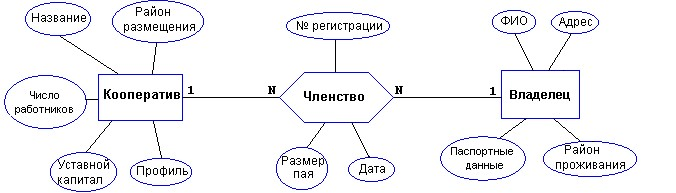 Название
Район
размещения
№ регистрации
ФИО
Адрес
Число
работников
Кооператив
1
N
Членство
N
1
Владелец
Уставной
капитал
Профиль
Размер
пая
Дата
Паспортные
данные
Район
проживания